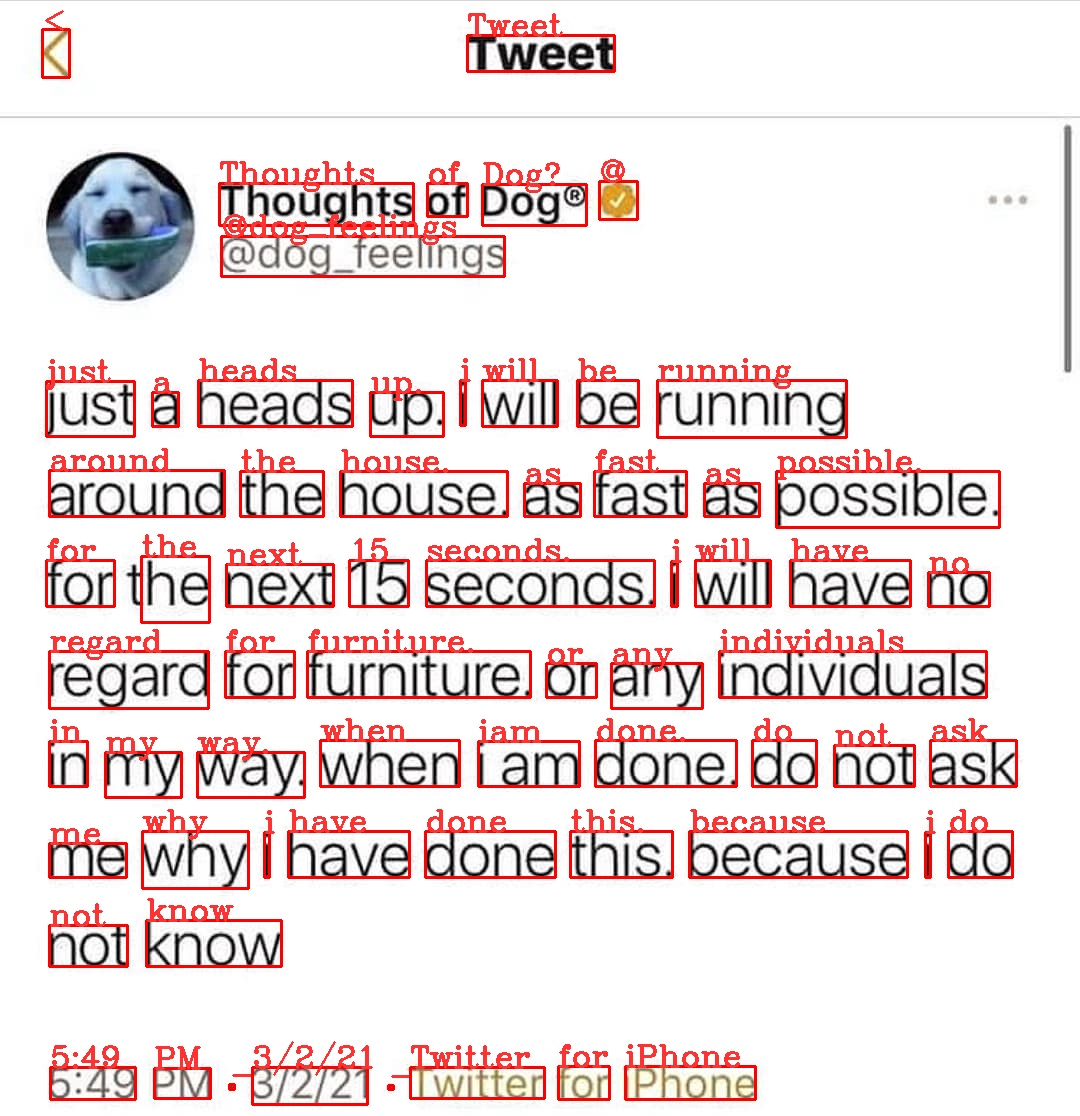 Tweet
Thoughts of Dog®
@dog_feelings
just a heads up. i will be running
around the house. as fast as possible.
for the next 15 seconds. i will have no
regard for furniture. or any individuals
in my way. when i am done. do not ask
me why i have done this. because i do
not know
5:49 PM · 3/2/21 · Twitter for iPhone